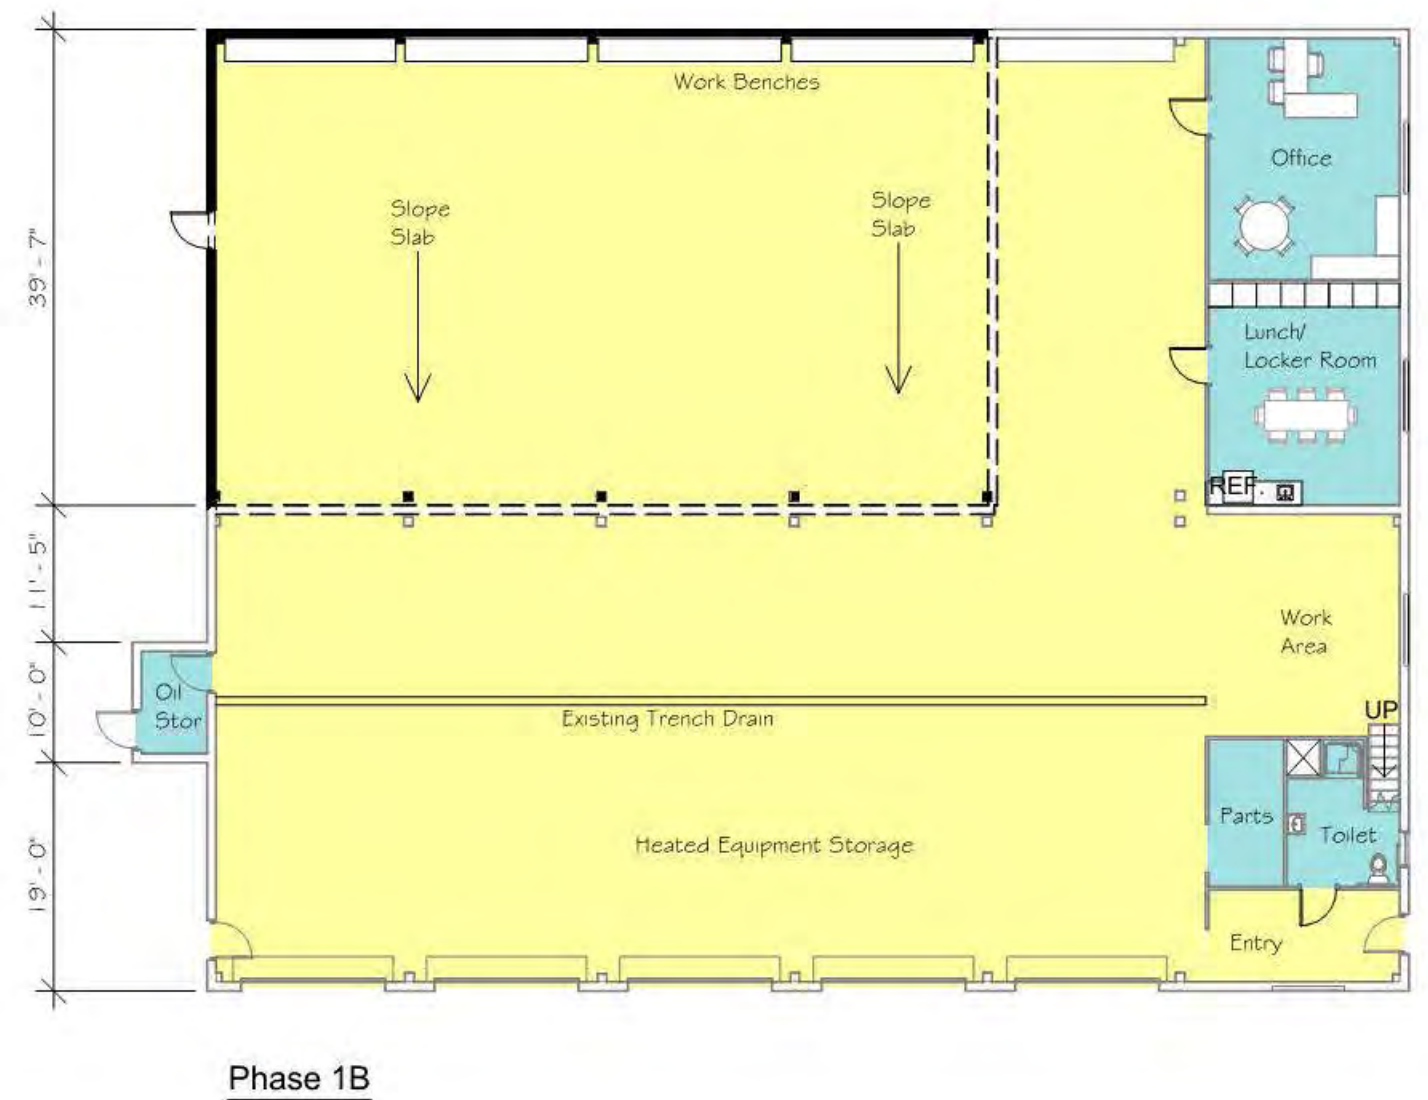 Work Benches
Office
Slope
Slab
Slope
Slab
39' - 7"
Lunch/
Locker Room
REF.
11' - 5"
Work
Area
10' - 0"
Oil
Stor
UP
Existing Trench Drain
Parts
Toilet
Heated Equipment Storage
19' - 0"
Entry
Phase 1B